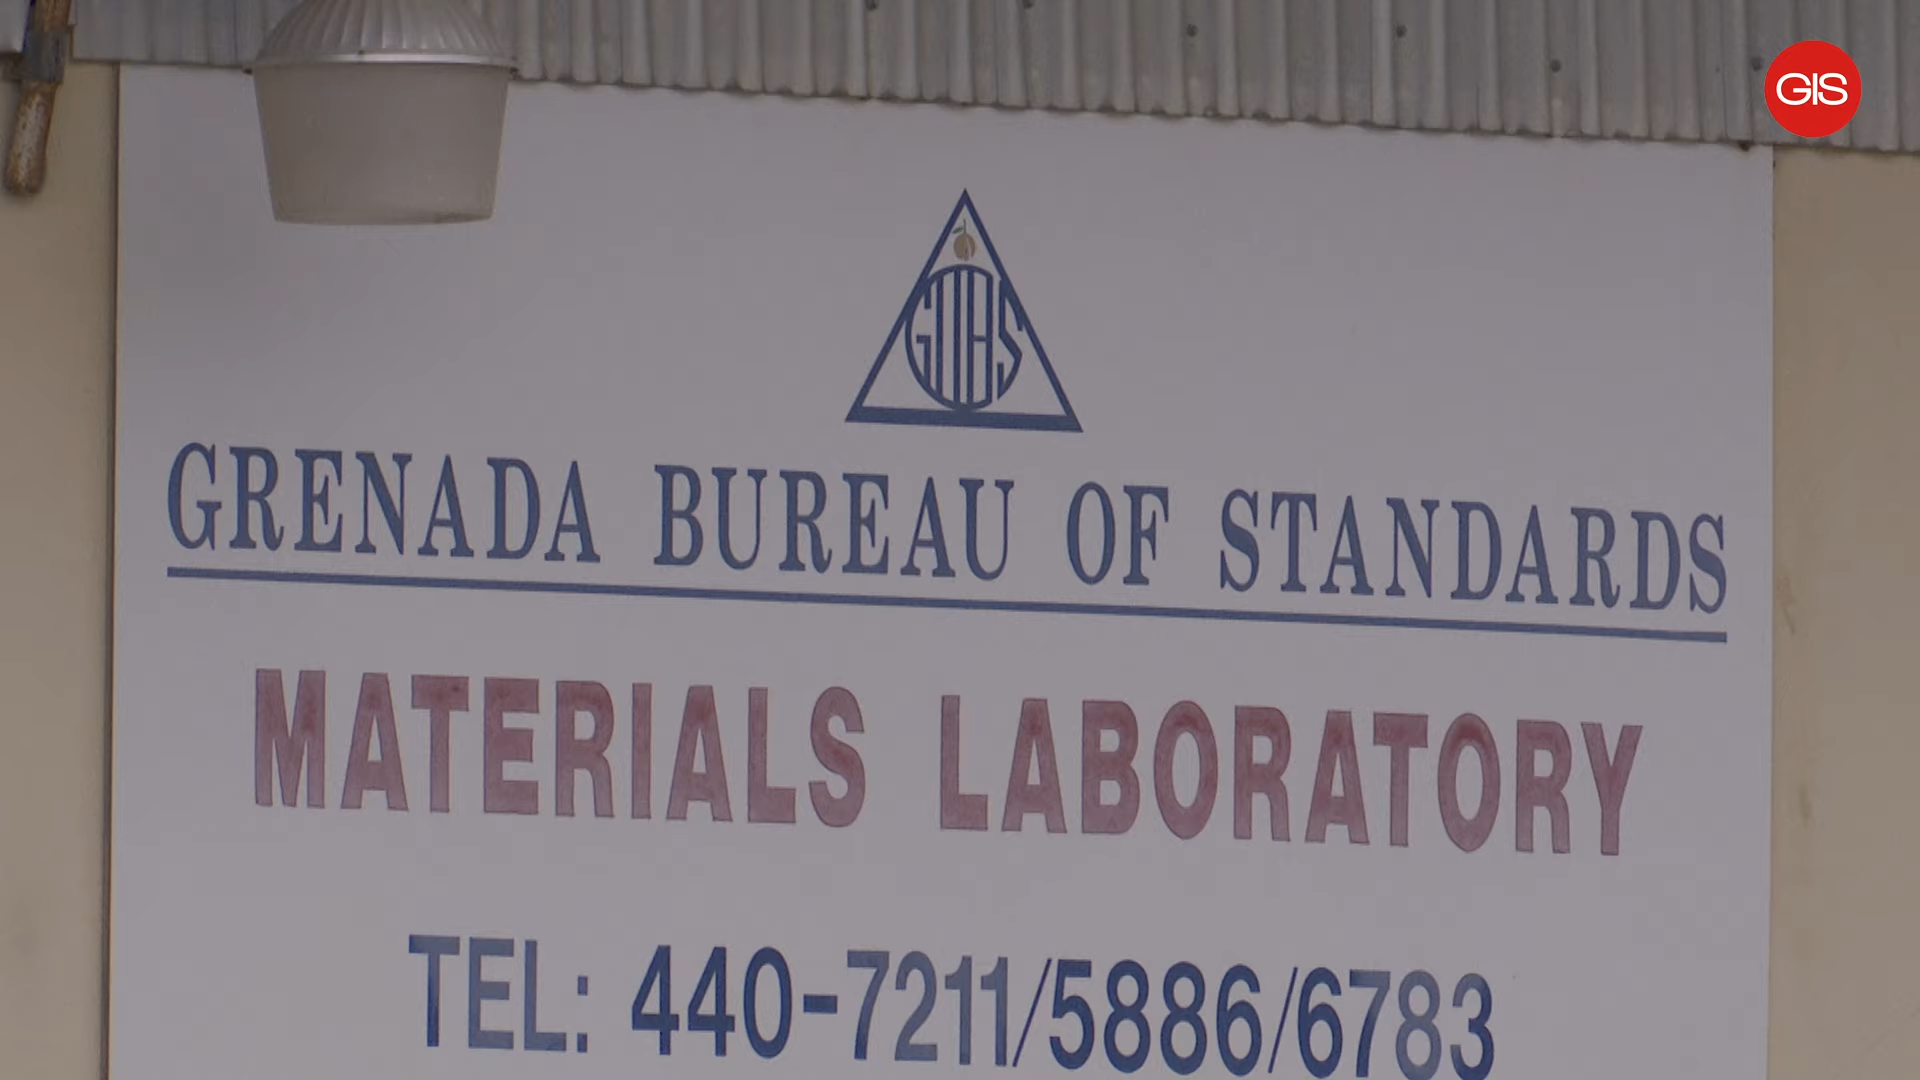 GIS
GDBS
GRENADA BUREAU OF STANDARDS
MATERIALS LABORATORY
TEL: 440-7211/5886/6783